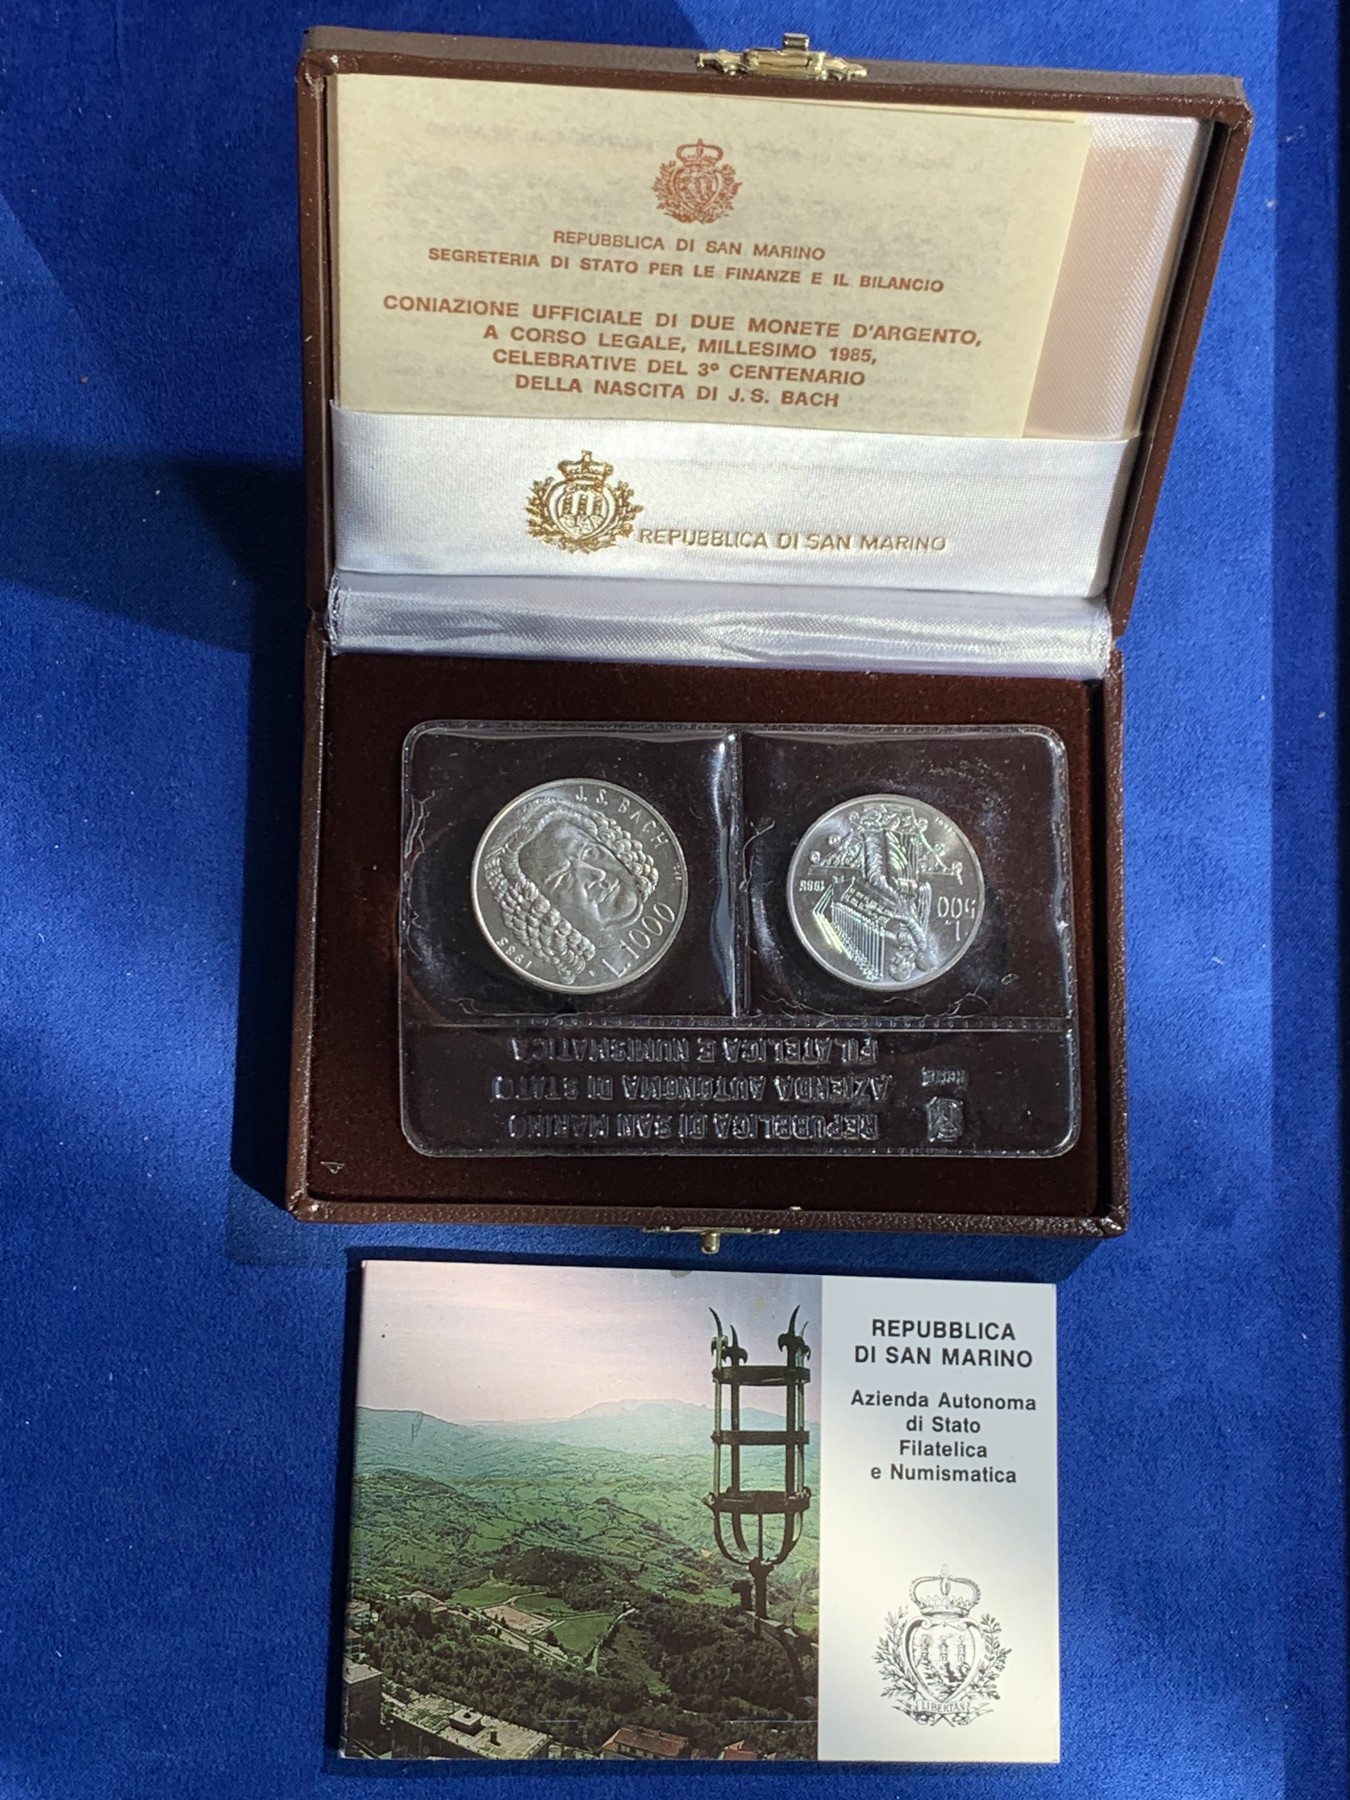 REPUBBLICA DI SAN MARINO
SEGRETERIA DI STATO PER LE FINANZE E IL BILANCIO
CONIAZIONE UFFICIALE DI DUE MONETE D'ARGENTO,
A CORSO LEGALE, MILLESIMO 1985,
CELEBRATIVE DEL 3° CENTENARIO
DELLA NASCITA DI J. S. BACH
REPUBBLICA DI SAN MARINO
J. S. BACH
L. 1000
1985
1985
L. 500
REPUBBLICA DI SAN MARINO
AZIENDA AUTONOMA DI STATO
FILATELICA E NUMISMATICA
REPUBBLICA
DI SAN MARINO
Azienda Autonoma
di Stato
Filatelica
e Numismatica
LIBERTAS